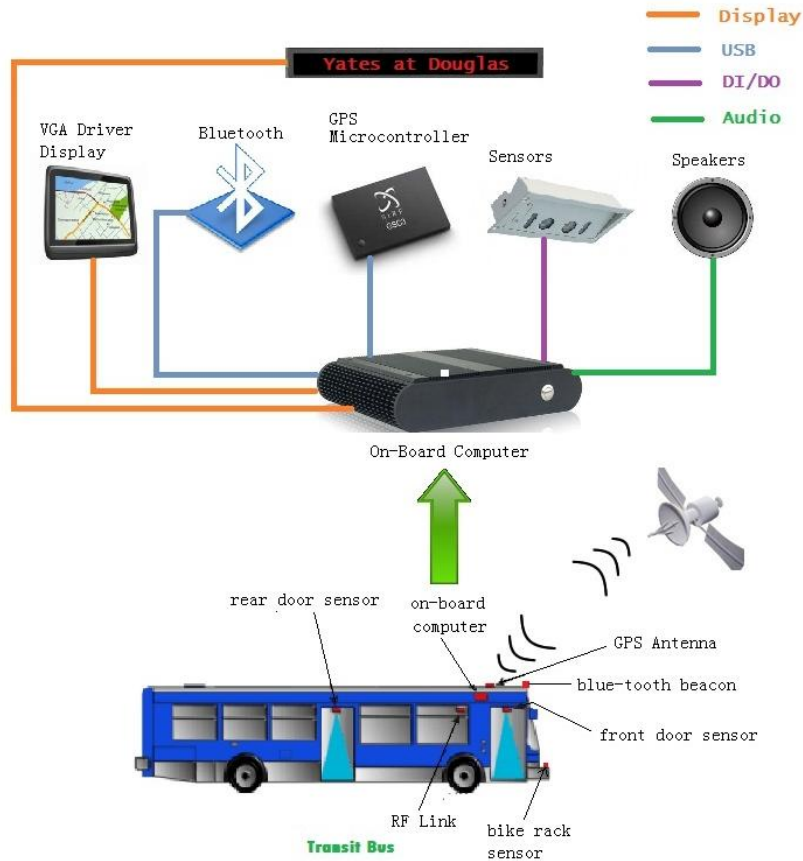 Display
USB
DI/DO
Audio
Yates at Douglas
VGA Driver
Display
Bluetooth
GPS
Microcontroller
Sensors
Speakers
SiRF
GSC3
On-Board Computer
rear door sensor
on-board
computer
GPS Antenna
blue-tooth beacon
front door sensor
RF Link
bike rack
sensor
Transit Bus